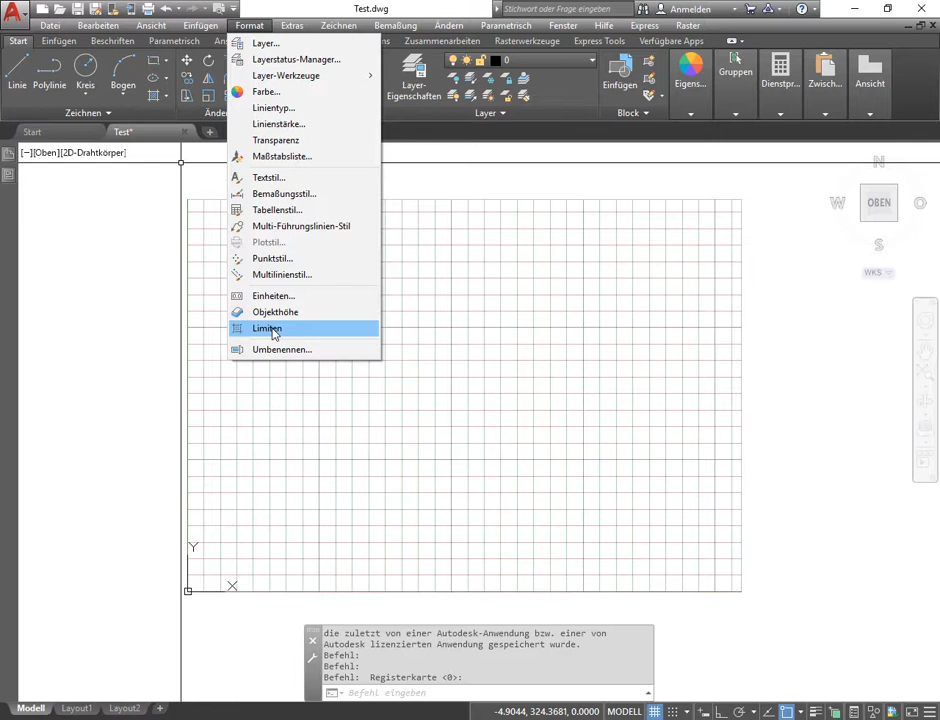 Test.dwg
Stichwort oder Frage eingeben
Anmelden
Datei Bearbeiten Ansicht Einfügen Format Extras Zeichnen Bemaßung Ändern Parametrisch Fenster Hilfe Express Raster
Start Einfügen Beschriften Parametrisch Zusammenarbeiten Rasterwerkzeuge Express Tools Verfügbare Apps
Linie Polylinie Kreis Bogen
Layer-
Eigenschaften
0
Einfügen
Eigens... Gruppen Dienstpr... Zwisch... Ansicht
Zeichnen Layer Block
Start Test*
[−][Oben][2D-Drahtkörper]
Layer...
Layerstatus-Manager...
Layer-Werkzeuge
Farbe...
Linientyp...
Linienstärke...
Transparenz
Maßstabsliste...
Textstil...
Bemaßungsstil...
Tabellenstil...
Multi-Führungslinien-Stil
Plotstil...
Punktstil...
Multilinienstil...
Einheiten...
Objekthöhe
Limiten
Umbenennen...
N
W OBEN O
S
WKS
Y
X
die zuletzt von einer Autodesk-Anwendung bzw. einer von
Autodesk lizenzierten Anwendung gespeichert wurde.
Befehl:
Befehl:
Befehl: Registerkarte <0>:
Befehl eingeben
Modell Layout1 Layout2
-4.9044, 324.3681, 0.0000 MODELL